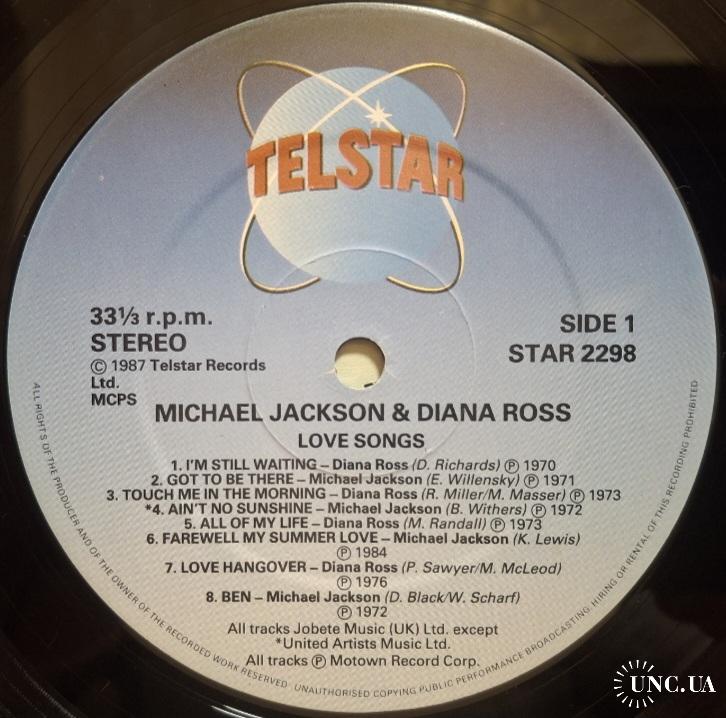 TELSTAR
33⅓ r.p.m.
STEREO
© 1987 Telstar Records
Ltd.
MCPS
SIDE 1
STAR 2298
MICHAEL JACKSON & DIANA ROSS
LOVE SONGS
1. I'M STILL WAITING – Diana Ross (D. Richards) ℗ 1970
2. GOT TO BE THERE – Michael Jackson (E. Willensky) ℗ 1971
3. TOUCH ME IN THE MORNING – Diana Ross (R. Miller/M. Masser) ℗ 1973
*4. AIN'T NO SUNSHINE – Michael Jackson (B. Withers) ℗ 1972
5. ALL OF MY LIFE – Diana Ross (M. Randall) ℗ 1973
6. FAREWELL MY SUMMER LOVE – Michael Jackson (K. Lewis)
℗ 1984
7. LOVE HANGOVER – Diana Ross (P. Sawyer/M. McLeod)
℗ 1976
8. BEN – Michael Jackson (D. Black/W. Scharf)
℗ 1972
All tracks Jobete Music (UK) Ltd. except
*United Artists Music Ltd.
All tracks ℗ Motown Record Corp.
ALL RIGHTS OF THE PRODUCER AND OF THE OWNER OF THE RECORDED WORK RESERVED · UNAUTHORISED COPYING PUBLIC PERFORMANCE BROADCASTING, HIRING OR RENTAL OF THIS RECORDING PROHIBITED
UNC.UA